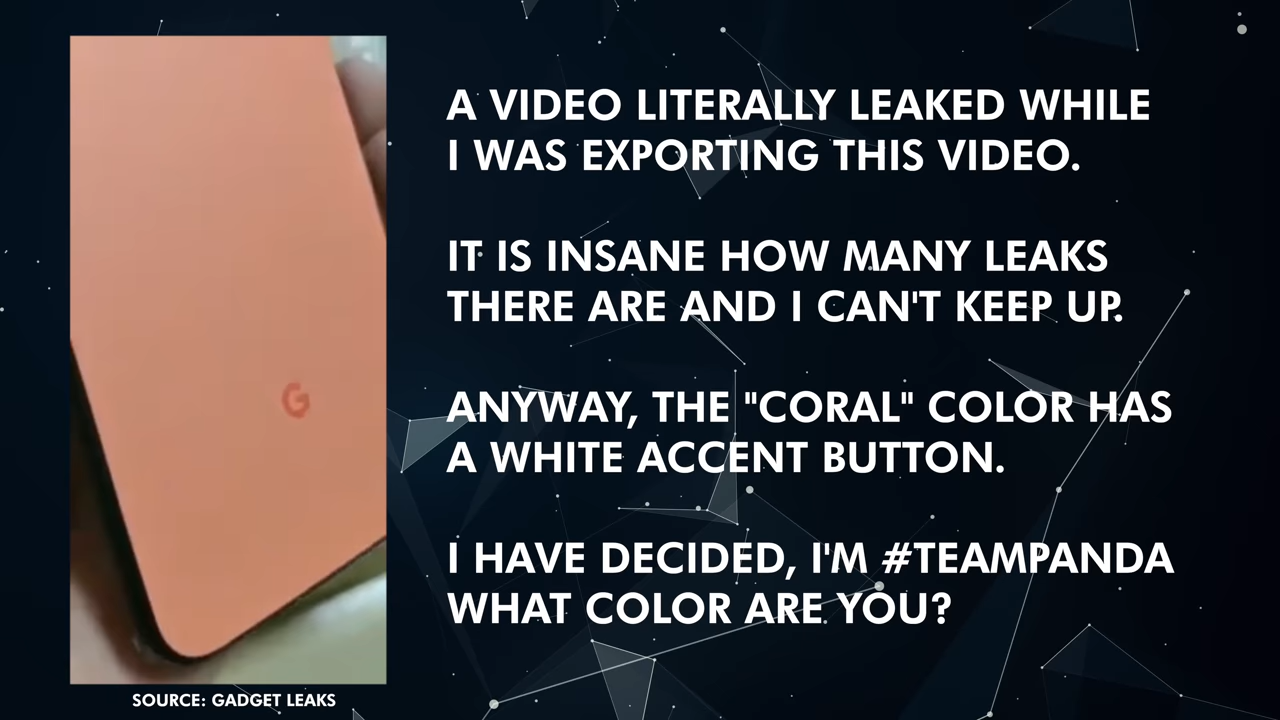 A VIDEO LITERALLY LEAKED WHILE
I WAS EXPORTING THIS VIDEO.
IT IS INSANE HOW MANY LEAKS
THERE ARE AND I CAN'T KEEP UP.
ANYWAY, THE "CORAL" COLOR HAS
A WHITE ACCENT BUTTON.
I HAVE DECIDED, I'M #TEAMPANDA
WHAT COLOR ARE YOU?
G
SOURCE: GADGET LEAKS